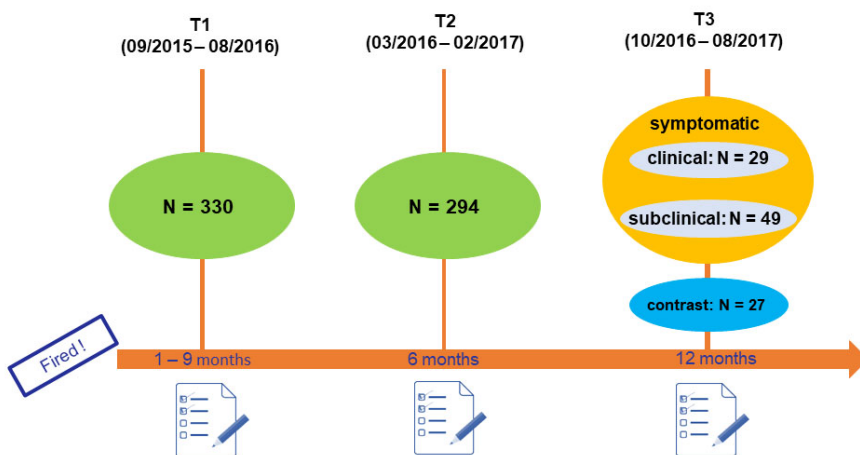 T1
(09/2015 – 08/2016)
T2
(03/2016 – 02/2017)
T3
(10/2016 – 08/2017)
symptomatic
clinical: N = 29
N = 330
N = 294
subclinical: N = 49
contrast: N = 27
Fired !
1 – 9 months
6 months
12 months